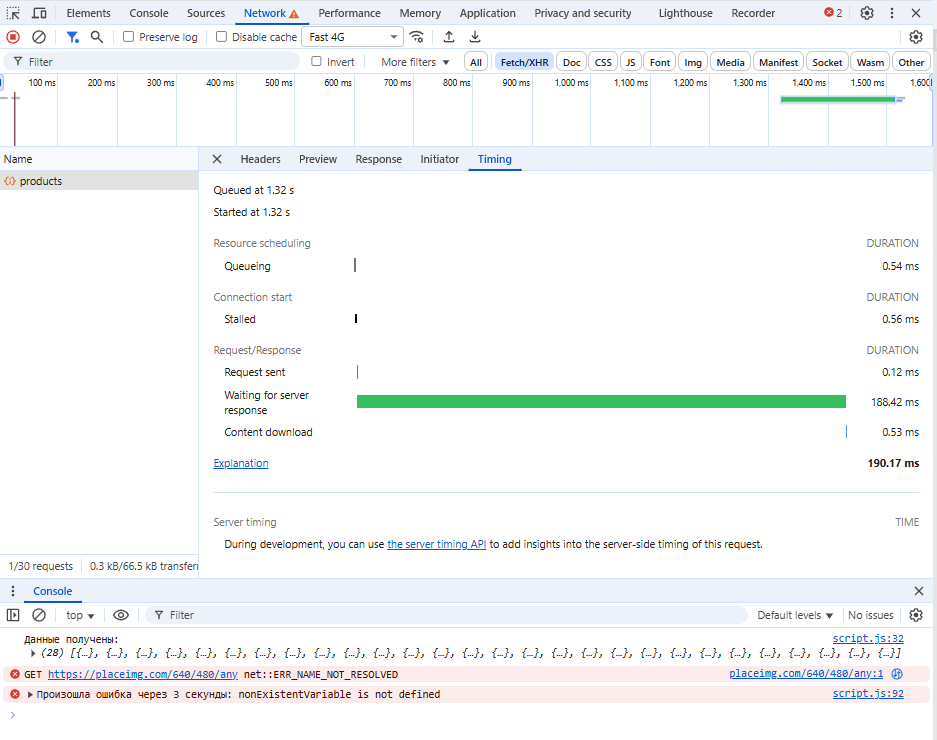 Elements Console Sources Network Performance Memory Application Privacy and security Lighthouse Recorder 2
Preserve log Disable cache Fast 4G
Filter Invert More filters All Fetch/XHR Doc CSS JS Font Img Media Manifest Socket Wasm Other
100 ms 200 ms 300 ms 400 ms 500 ms 600 ms 700 ms 800 ms 900 ms 1,000 ms 1,100 ms 1,200 ms 1,300 ms 1,400 ms 1,500 ms 1,600
Name Headers Preview Response Initiator Timing
products
Queued at 1.32 s
Started at 1.32 s
Resource scheduling DURATION
Queueing 0.54 ms
Connection start DURATION
Stalled 0.56 ms
Request/Response DURATION
Request sent 0.12 ms
Waiting for server
response 188.42 ms
Content download 0.53 ms
Explanation 190.17 ms
Server timing TIME
During development, you can use the server timing API to add insights into the server-side timing of this request.
1/30 requests 0.3 kB/66.5 kB transferr
Console
top Filter Default levels No issues
Данные получены: script.js:32
(28) [{…}, {…}, {…}, {…}, {…}, {…}, {…}, {…}, {…}, {…}, {…}, {…}, {…}, {…}, {…}, {…}, {…}, {…}, {…}, {…}, {…}, {…}, {…}, {…}, {…}, {…}, {…}, {…}]
GET https://placeimg.com/640/480/any net::ERR_NAME_NOT_RESOLVED placeimg.com/640/480/any:1
Произошла ошибка через 3 секунды: nonExistentVariable is not defined script.js:92